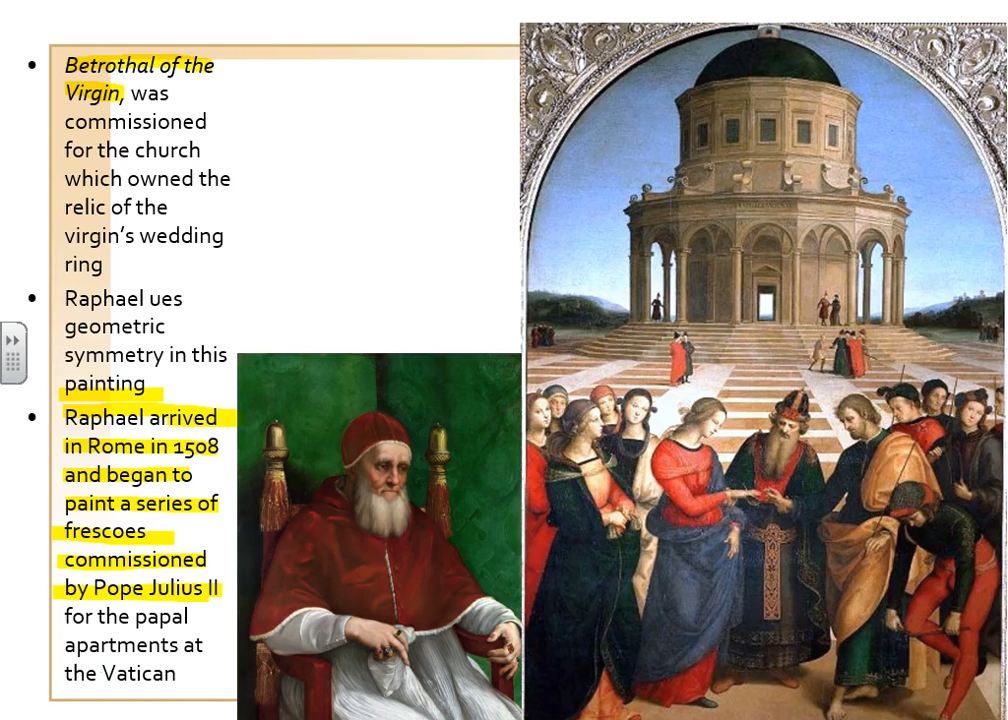 • Betrothal of the
Virgin, was
commissioned
for the church
which owned the
relic of the
virgin's wedding
ring
• Raphael ues
geometric
symmetry in this
painting
• Raphael arrived
in Rome in 1508
and began to
paint a series of
frescoes
commissioned
by Pope Julius II
for the papal
apartments at
the Vatican